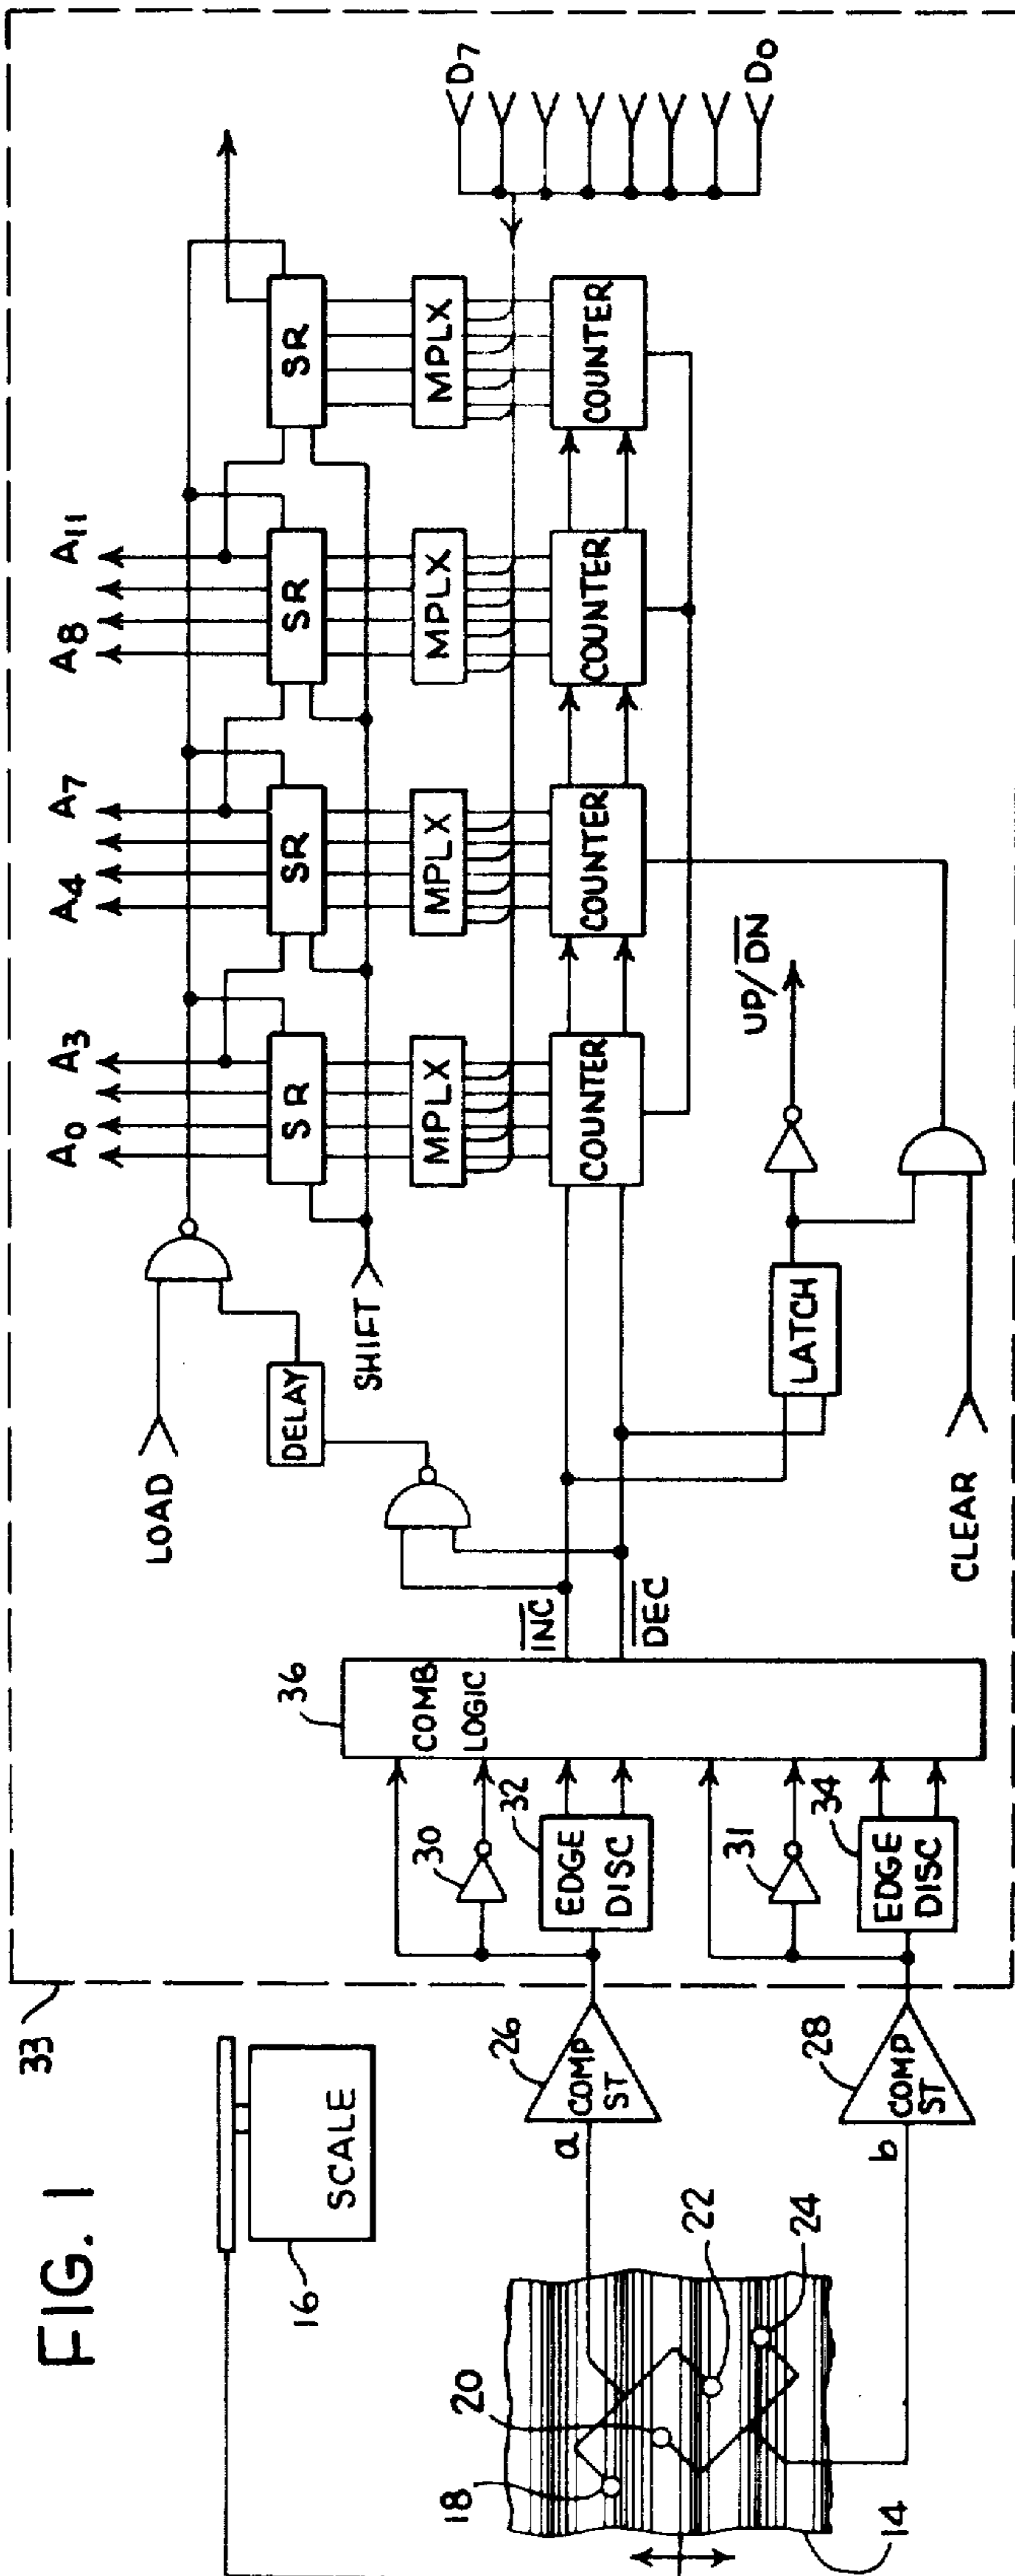 FIG. 1
33
16
SCALE
18
20
22
24
14
a
b
26
COMP
ST
28
COMP
ST
30
32
EDGE
DISC
31
34
EDGE
DISC
36
COMB
LOGIC
INC
DEC
LOAD
DELAY
SHIFT
LATCH
CLEAR
UP/DN
A0
A3
A4
A7
A8
A11
SR
SR
SR
SR
MPLX
MPLX
MPLX
MPLX
COUNTER
COUNTER
COUNTER
COUNTER
D7
D0